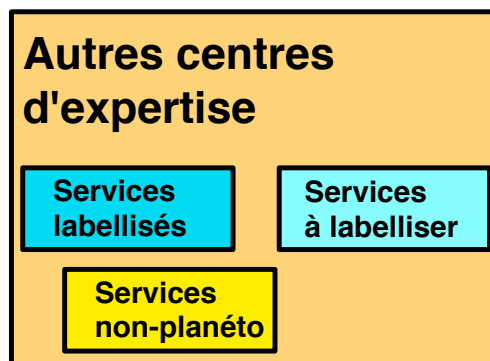 Autres centres
d'expertise
Services
labellisés
Services
à labelliser
Services
non-planéto